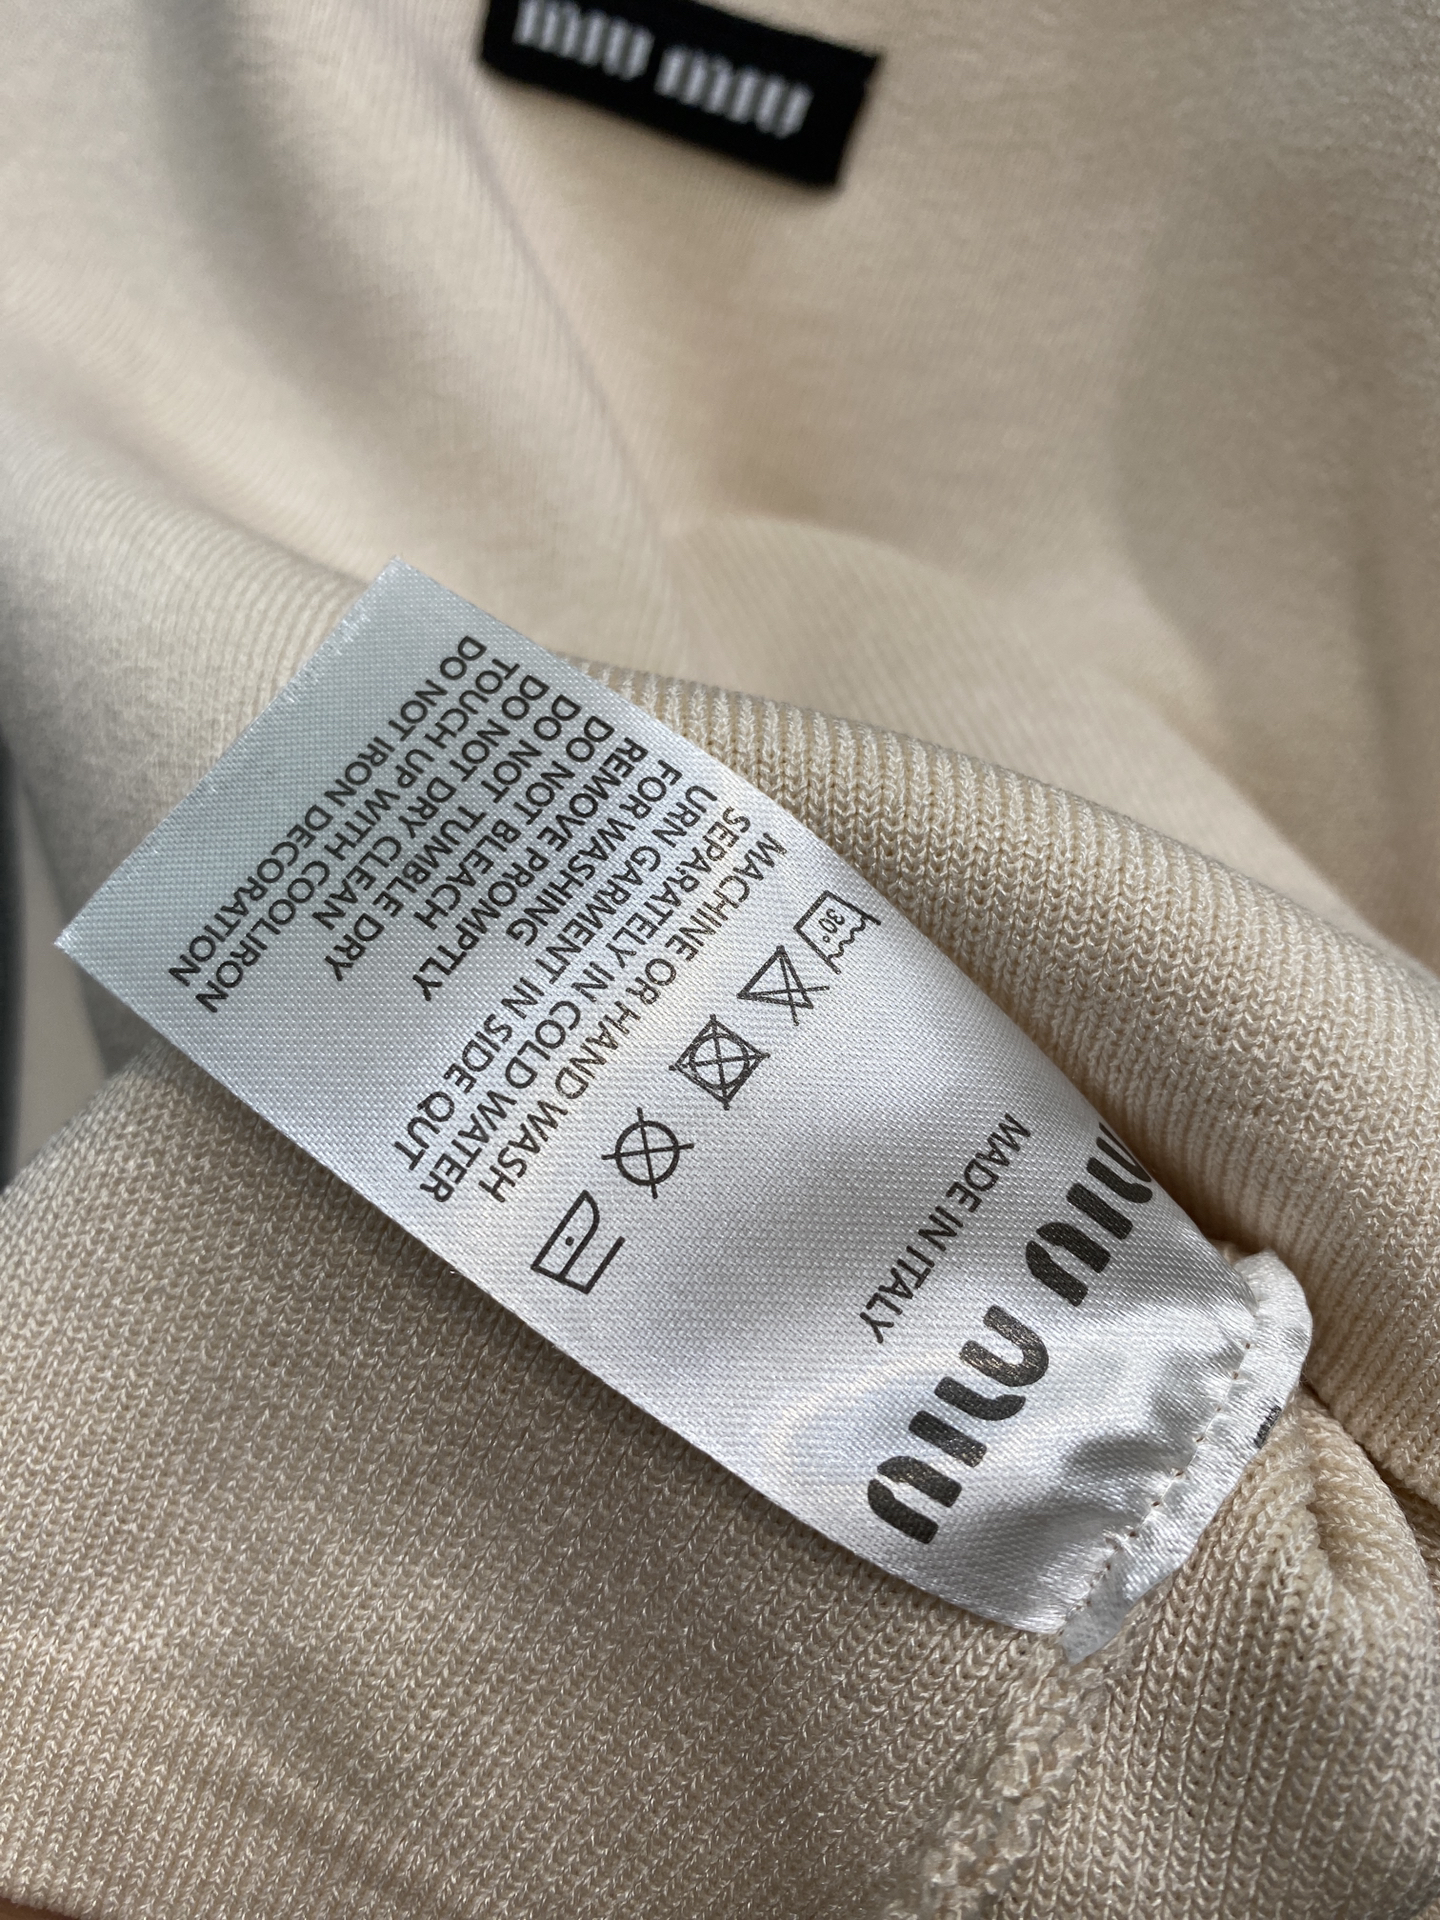 miu miu
miu miu
MADE IN ITALY
30°
MACHINE OR HAND WASH
SEPARATELY IN COLD WATER
URN GARMENT IN SIDE QUT
FOR WASHING
REMOVE PROMPTLY
DO NOT BLEACH
DO NOT TUMBLE DRY
DO NOT DRY CLEAN
TOUCH UP WITH COOLIRON
DO NOT IRON DECORATION